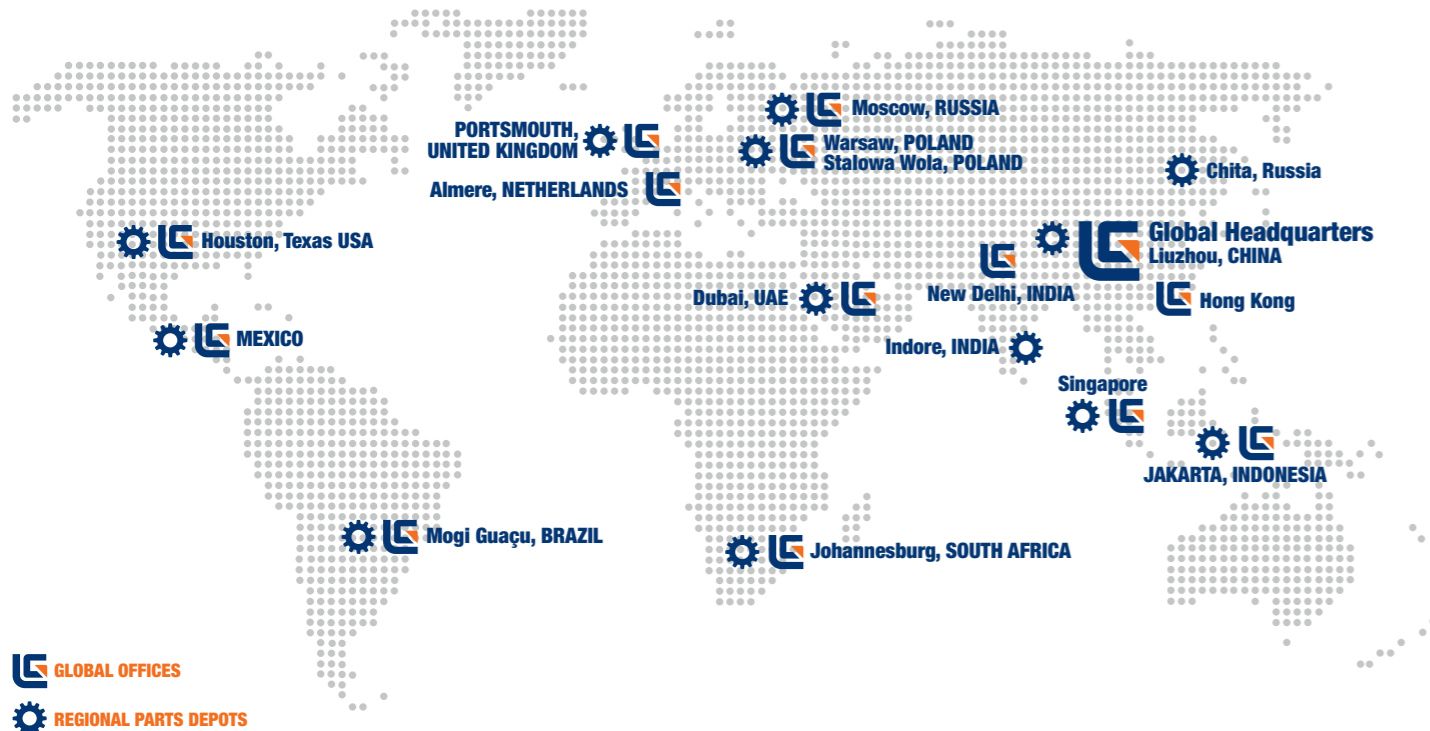 Moscow, RUSSIA
PORTSMOUTH,
UNITED KINGDOM
Warsaw, POLAND
Stalowa Wola, POLAND
Chita, Russia
Almere, NETHERLANDS
Houston, Texas USA
Global Headquarters
Liuzhou, CHINA
New Delhi, INDIA
Dubai, UAE
Hong Kong
MEXICO
Indore, INDIA
Singapore
JAKARTA, INDONESIA
Mogi Guaçu, BRAZIL
Johannesburg, SOUTH AFRICA
GLOBAL OFFICES
REGIONAL PARTS DEPOTS